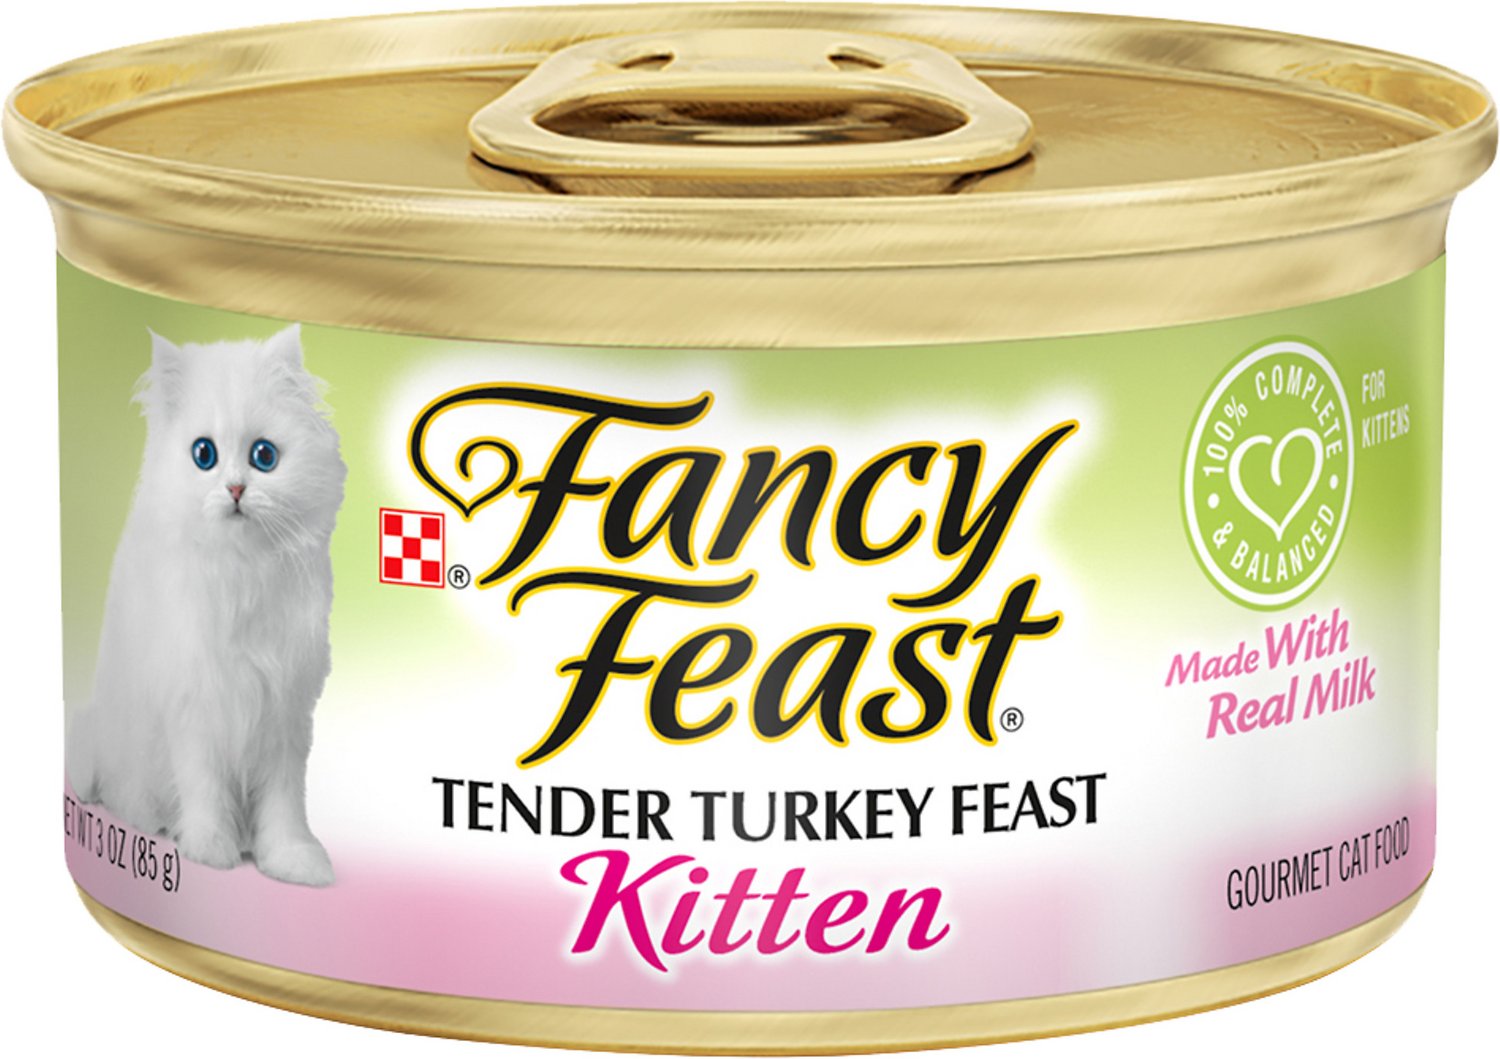 Fancy
Feast®
®
TENDER TURKEY FEAST
Kitten
NET WT 3 OZ (85 g)
100% COMPLETE
& BALANCED
FOR
KITTENS
Made With
Real Milk
GOURMET CAT FOOD